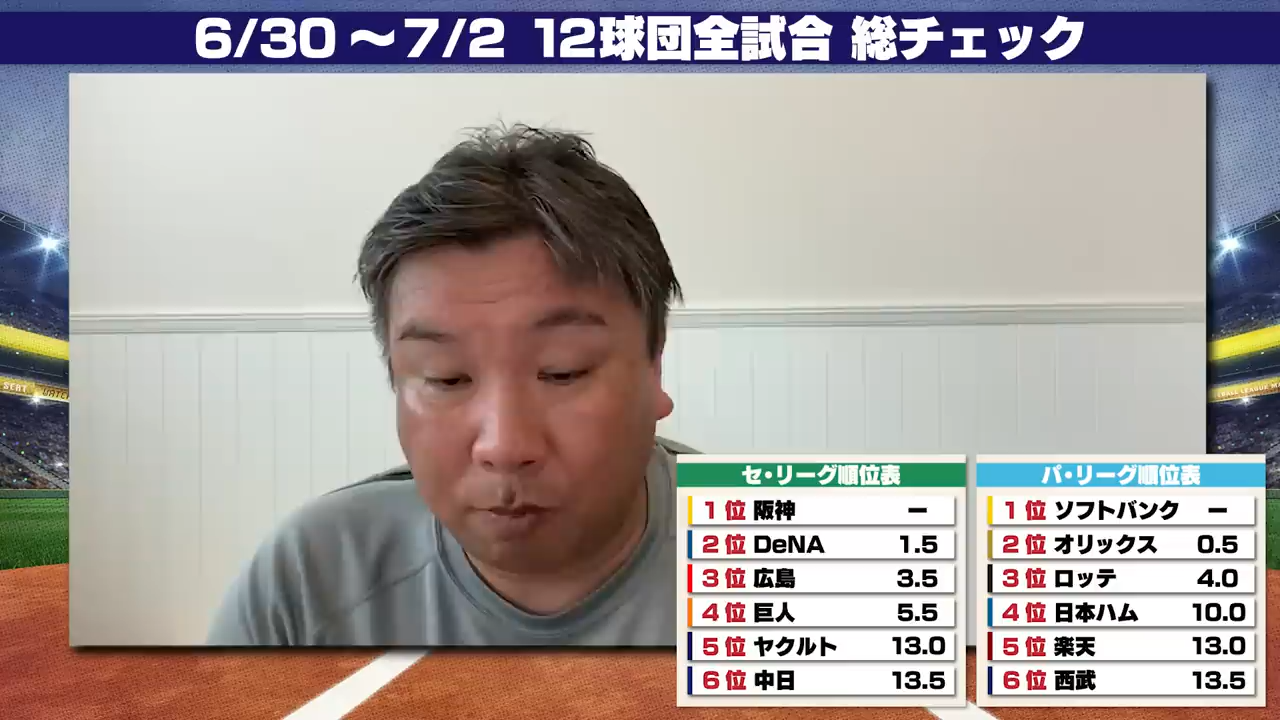 6/30～7/2 12球団全試合 総チェック
セ・リーグ順位表
1位 阪神 ー
2位 DeNA 1.5
3位 広島 3.5
4位 巨人 5.5
5位 ヤクルト 13.0
6位 中日 13.5
パ・リーグ順位表
1位 ソフトバンク ー
2位 オリックス 0.5
3位 ロッテ 4.0
4位 日本ハム 10.0
5位 楽天 13.0
6位 西武 13.5